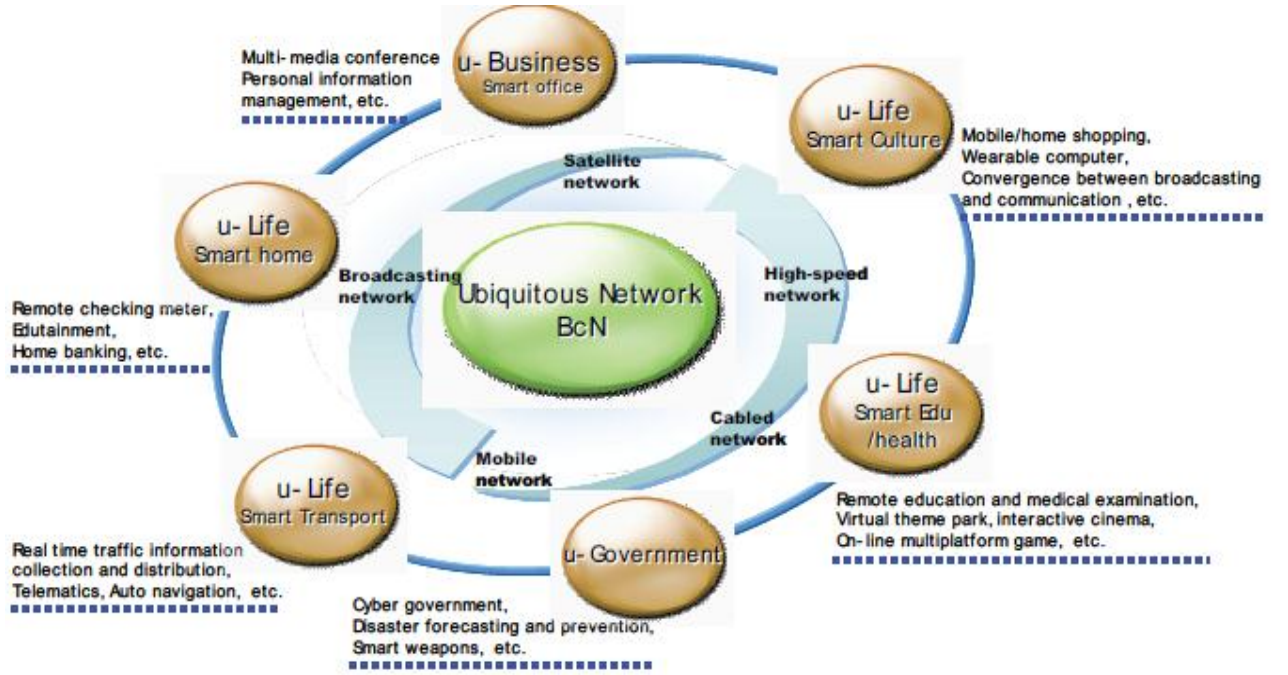 Multi-media conference
Personal information
management, etc.
u- Business
Smart office
u- Life
Smart Culture
Mobile/home shopping,
Wearable computer,
Convergence between broadcasting
and communication , etc.
Satellite
network
u- Life
Smart home
Broadcasting
network
Ubiquitous Network
BcN
High-speed
network
Remote checking meter,
Edutainment,
Home banking, etc.
u- Life
Smart Edu
/health
Cabled
network
Mobile
network
u- Life
Smart Transport
Remote education and medical examination,
Virtual theme park, interactive cinema,
On-line multiplatform game, etc.
u- Government
Real time traffic information
collection and distribution,
Telematics, Auto navigation, etc.
Cyber government,
Disaster forecasting and prevention,
Smart weapons, etc.